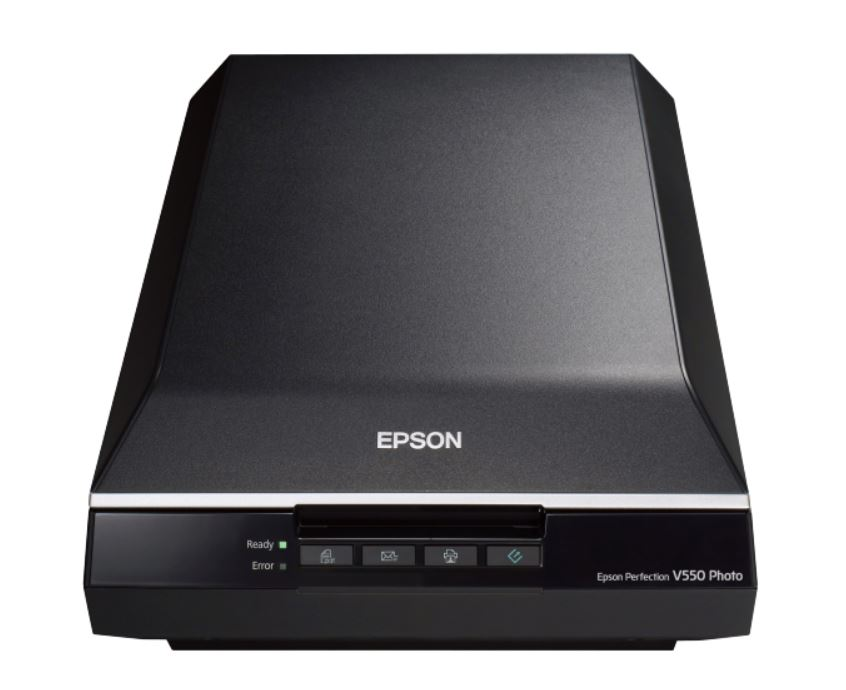 EPSON
Ready
Error
Epson Perfection V550 Photo